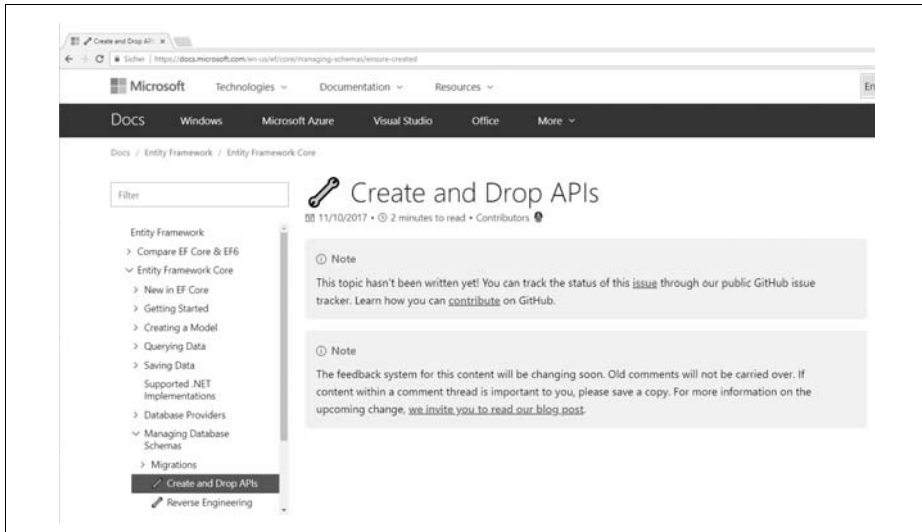 Create and Drop API
Sicher | https://docs.microsoft.com/en-us/ef/core/managing-schemas/ensure-created
Microsoft Technologies Documentation Resources En
Docs Windows Microsoft Azure Visual Studio Office More
Docs / Entity Framework / Entity Framework Core
Filter
Entity Framework
Compare EF Core & EF6
Entity Framework Core
New in EF Core
Getting Started
Creating a Model
Querying Data
Saving Data
Supported .NET
Implementations
Database Providers
Managing Database
Schemas
Migrations
Create and Drop APIs
Reverse Engineering
Create and Drop APIs
11/10/2017 • 2 minutes to read • Contributors
Note
This topic hasn't been written yet! You can track the status of this issue through our public GitHub issue
tracker. Learn how you can contribute on GitHub.
Note
The feedback system for this content will be changing soon. Old comments will not be carried over. If
content within a comment thread is important to you, please save a copy. For more information on the
upcoming change, we invite you to read our blog post.